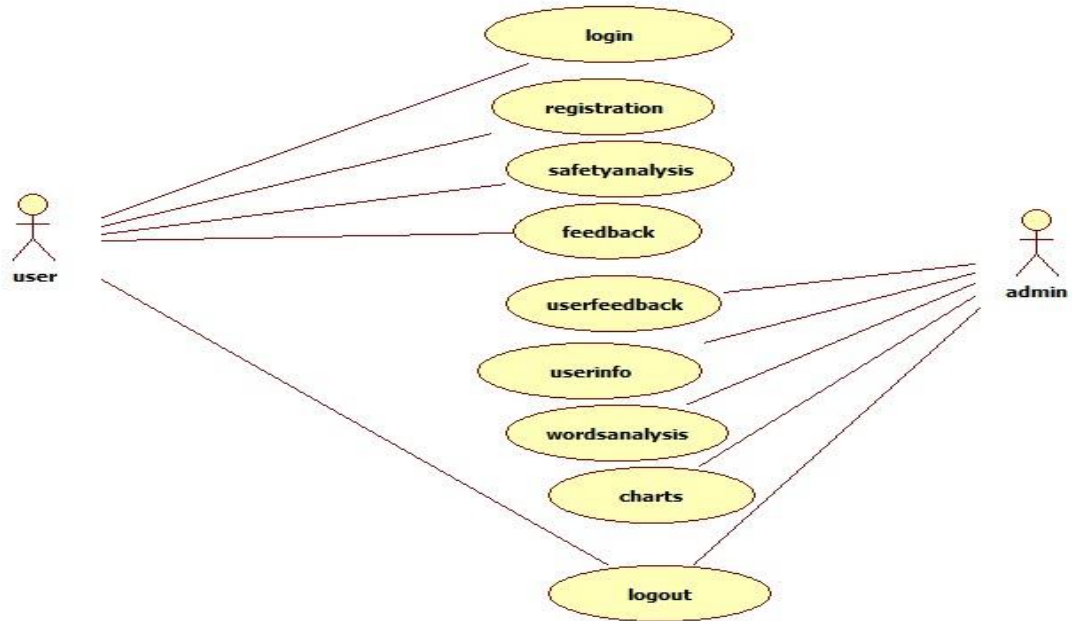 login
registration
safetyanalysis
feedback
user
admin
userfeedback
userinfo
wordsanalysis
charts
logout